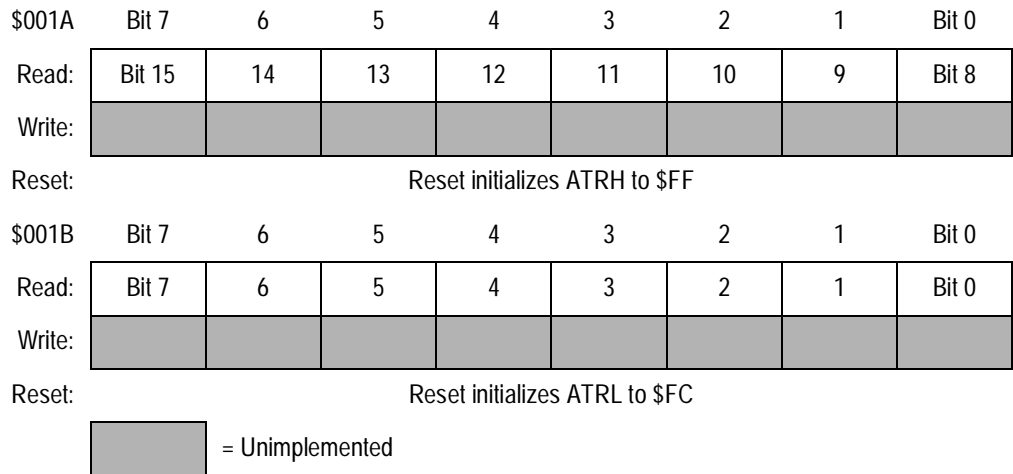 $001A Bit 7 6 5 4 3 2 1 Bit 0
Read: Bit 15 14 13 12 11 10 9 Bit 8
Write:
Reset: Reset initializes ATRH to $FF
$001B Bit 7 6 5 4 3 2 1 Bit 0
Read: Bit 7 6 5 4 3 2 1 Bit 0
Write:
Reset: Reset initializes ATRL to $FC
= Unimplemented